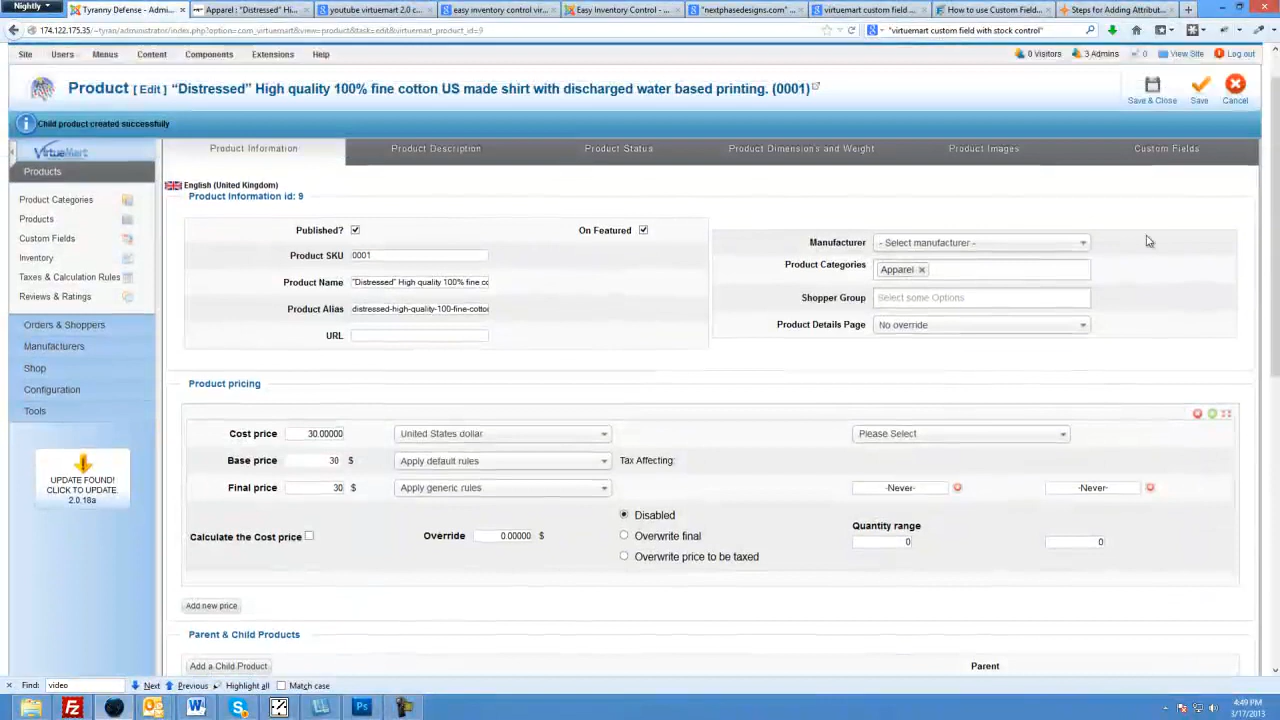 Nightly
Tyranny Defense - Admi...
Apparel : "Distressed" Hi...
youtube virtuemart 2.0 c...
easy inventory control vir...
Easy Inventory Control - ...
"nextphasedesigns.com" ...
virtuemart custom field ...
How to use Custom Field...
Steps for Adding Attribut...
174.122.175.35/~tyran/administrator/index.php?option=com_virtuemart&view=product&task=edit&virtuemart_product_id=9
"virtuemart custom field with stock control"
Site Users Menus Content Components Extensions Help
0 Visitors 3 Admins 0 View Site Log out
Product [ Edit ] “Distressed” High quality 100% fine cotton US made shirt with discharged water based printing. (0001)
Save & Close Save Cancel
Child product created successfully
VirtueMart
Product Information Product Description Product Status Product Dimensions and Weight Product Images Custom Fields
Products
Product Categories
Products
Custom Fields
Inventory
Taxes & Calculation Rules
Reviews & Ratings
Orders & Shoppers
Manufacturers
Shop
Configuration
Tools
UPDATE FOUND!
CLICK TO UPDATE.
2.0.18a
English (United Kingdom)
Product Information id: 9
Published?
On Featured
Product SKU 0001
Product Name "Distressed" High quality 100% fine co
Product Alias distressed-high-quality-100-fine-cotto
URL
Manufacturer - Select manufacturer -
Product Categories Apparel
Shopper Group Select some Options
Product Details Page No override
Product pricing
Cost price 30.00000 United States dollar Please Select
Base price 30 $ Apply default rules Tax Affecting:
Final price 30 $ Apply generic rules -Never- -Never-
Disabled
Calculate the Cost price Override 0.00000 $ Overwrite final
Overwrite price to be taxed
Quantity range
0 0
Add new price
Parent & Child Products
Add a Child Product Parent
Find: video Next Previous Highlight all Match case
4:49 PM
3/17/2013